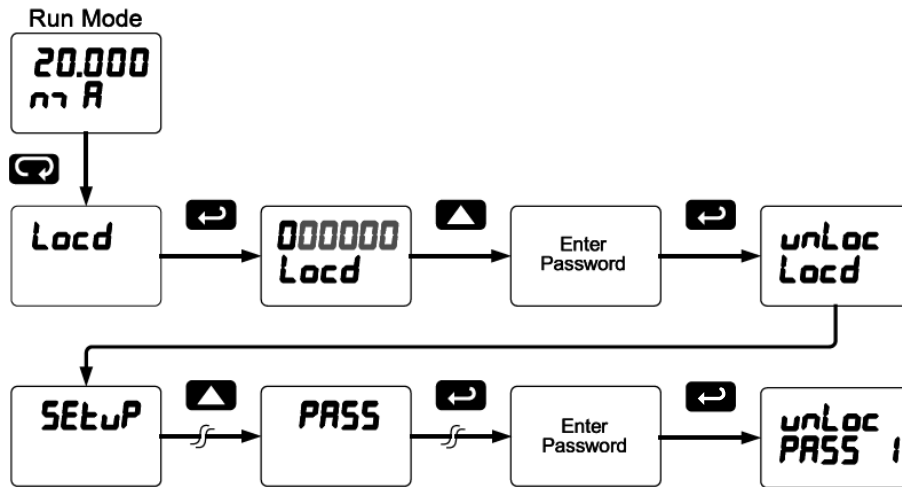 Run Mode
20.000
mA
Locd
000000
Locd
Enter
Password
unLoc
Locd
SEtuP
PASS
Enter
Password
unLoc
PASS 1